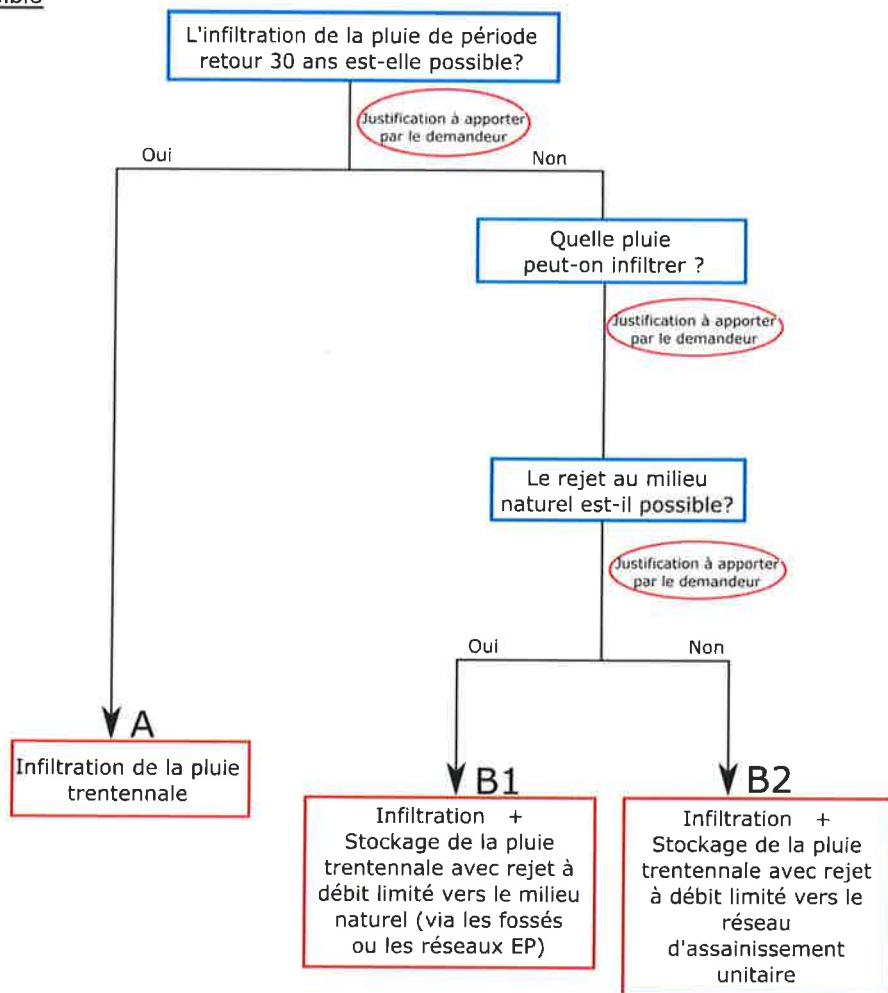 L'infiltration de la pluie de période
retour 30 ans est-elle possible?
Justification à apporter
par le demandeur
Oui
Non
Quelle pluie
peut-on infiltrer ?
Justification à apporter
par le demandeur
Le rejet au milieu
naturel est-il possible?
Justification à apporter
par le demandeur
Oui
Non
A
Infiltration de la pluie
trentennale
B1
Infiltration +
Stockage de la pluie
trentennale avec rejet à
débit limité vers le milieu
naturel (via les fossés
ou les réseaux EP)
B2
Infiltration +
Stockage de la pluie
trentennale avec rejet
à débit limité vers le
réseau
d'assainissement
unitaire